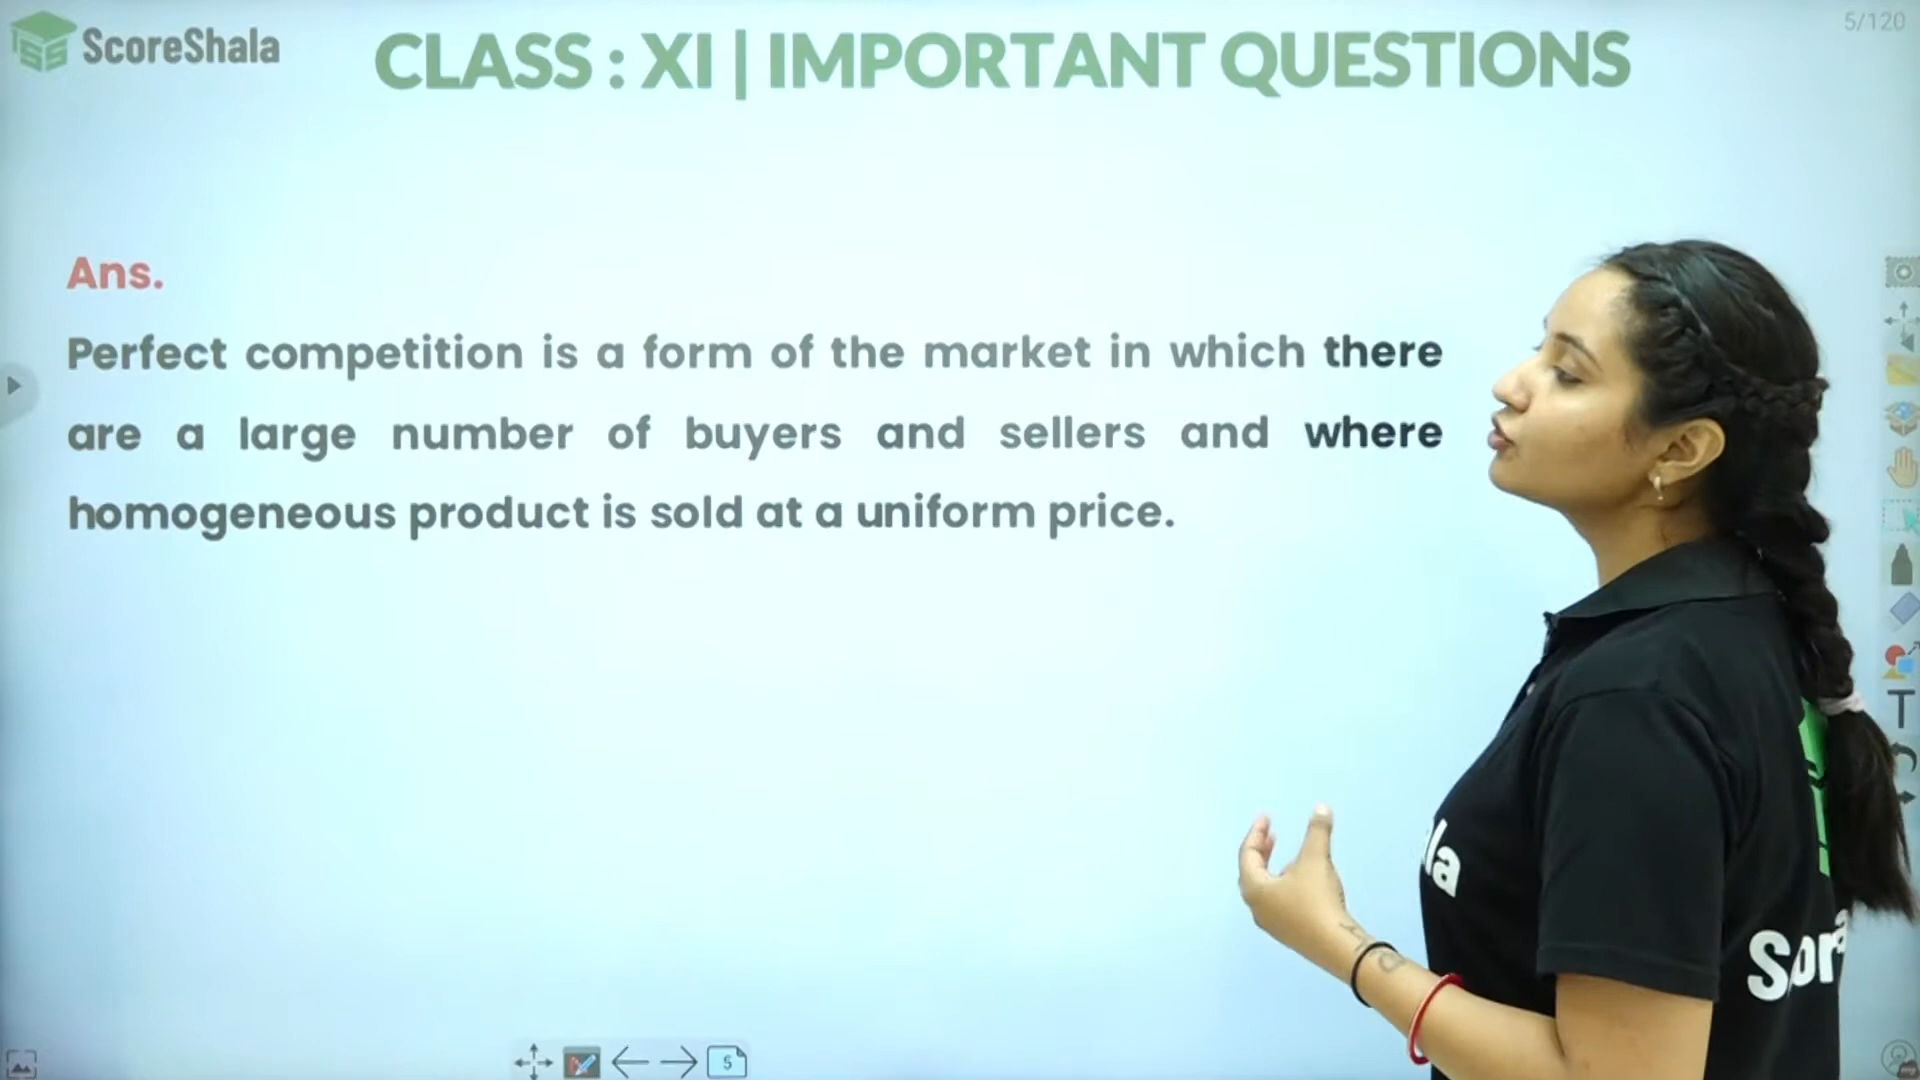 ScoreShala
CLASS : XI | IMPORTANT QUESTIONS
5/120
Ans.
Perfect competition is a form of the market in which there
are a large number of buyers and sellers and where
homogeneous product is sold at a uniform price.
la
T
5